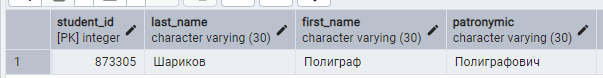 student_id last_name first_name patronymic
[PK] integer character varying (30) character varying (30) character varying (30)
1 873305 Шариков Полиграф Полиграфович